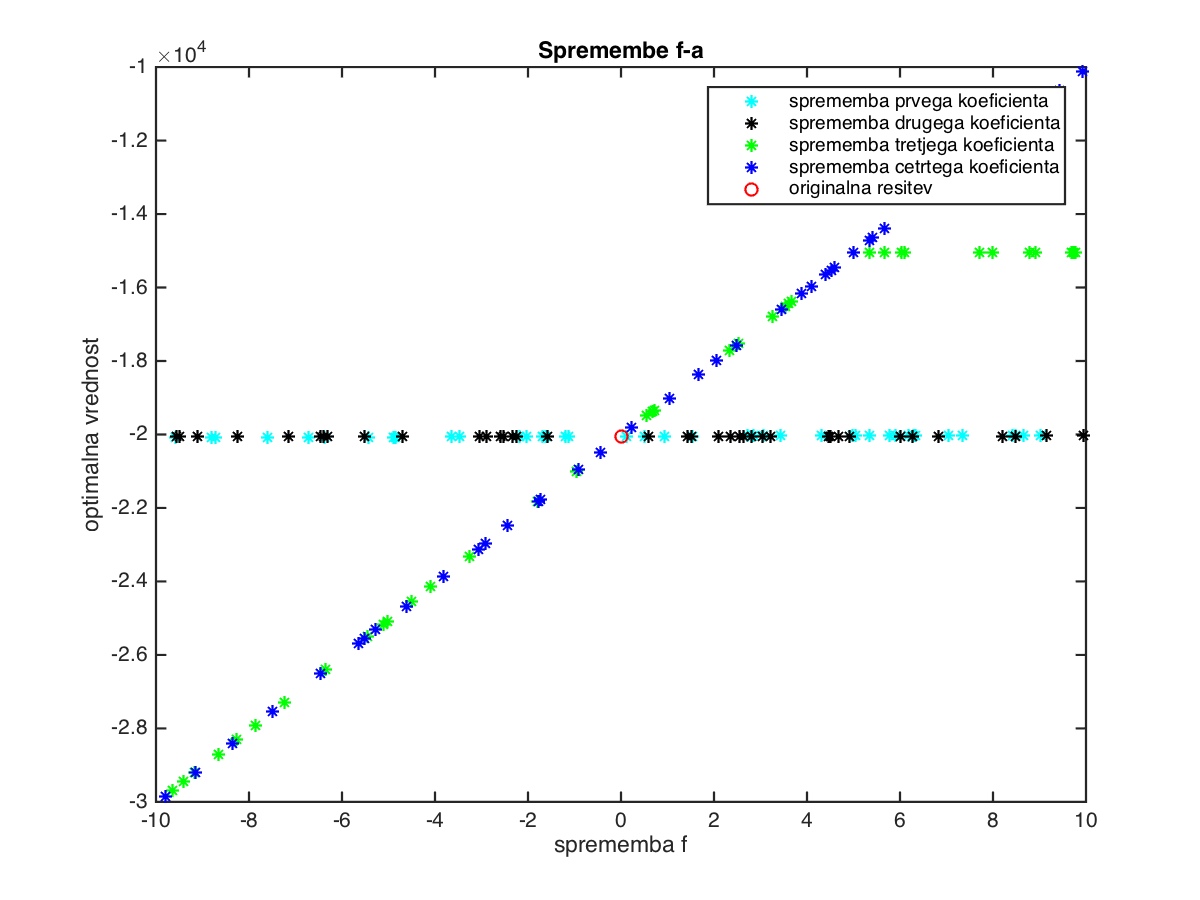 Spremembe f-a
×10^4
-1
-1.2
-1.4
-1.6
-1.8
-2
-2.2
-2.4
-2.6
-2.8
-3
optimalna vrednost
sprememba prvega koeficienta
sprememba drugega koeficienta
sprememba tretjega koeficienta
sprememba cetrtega koeficienta
originalna resitev
-10 -8 -6 -4 -2 0 2 4 6 8 10
sprememba f